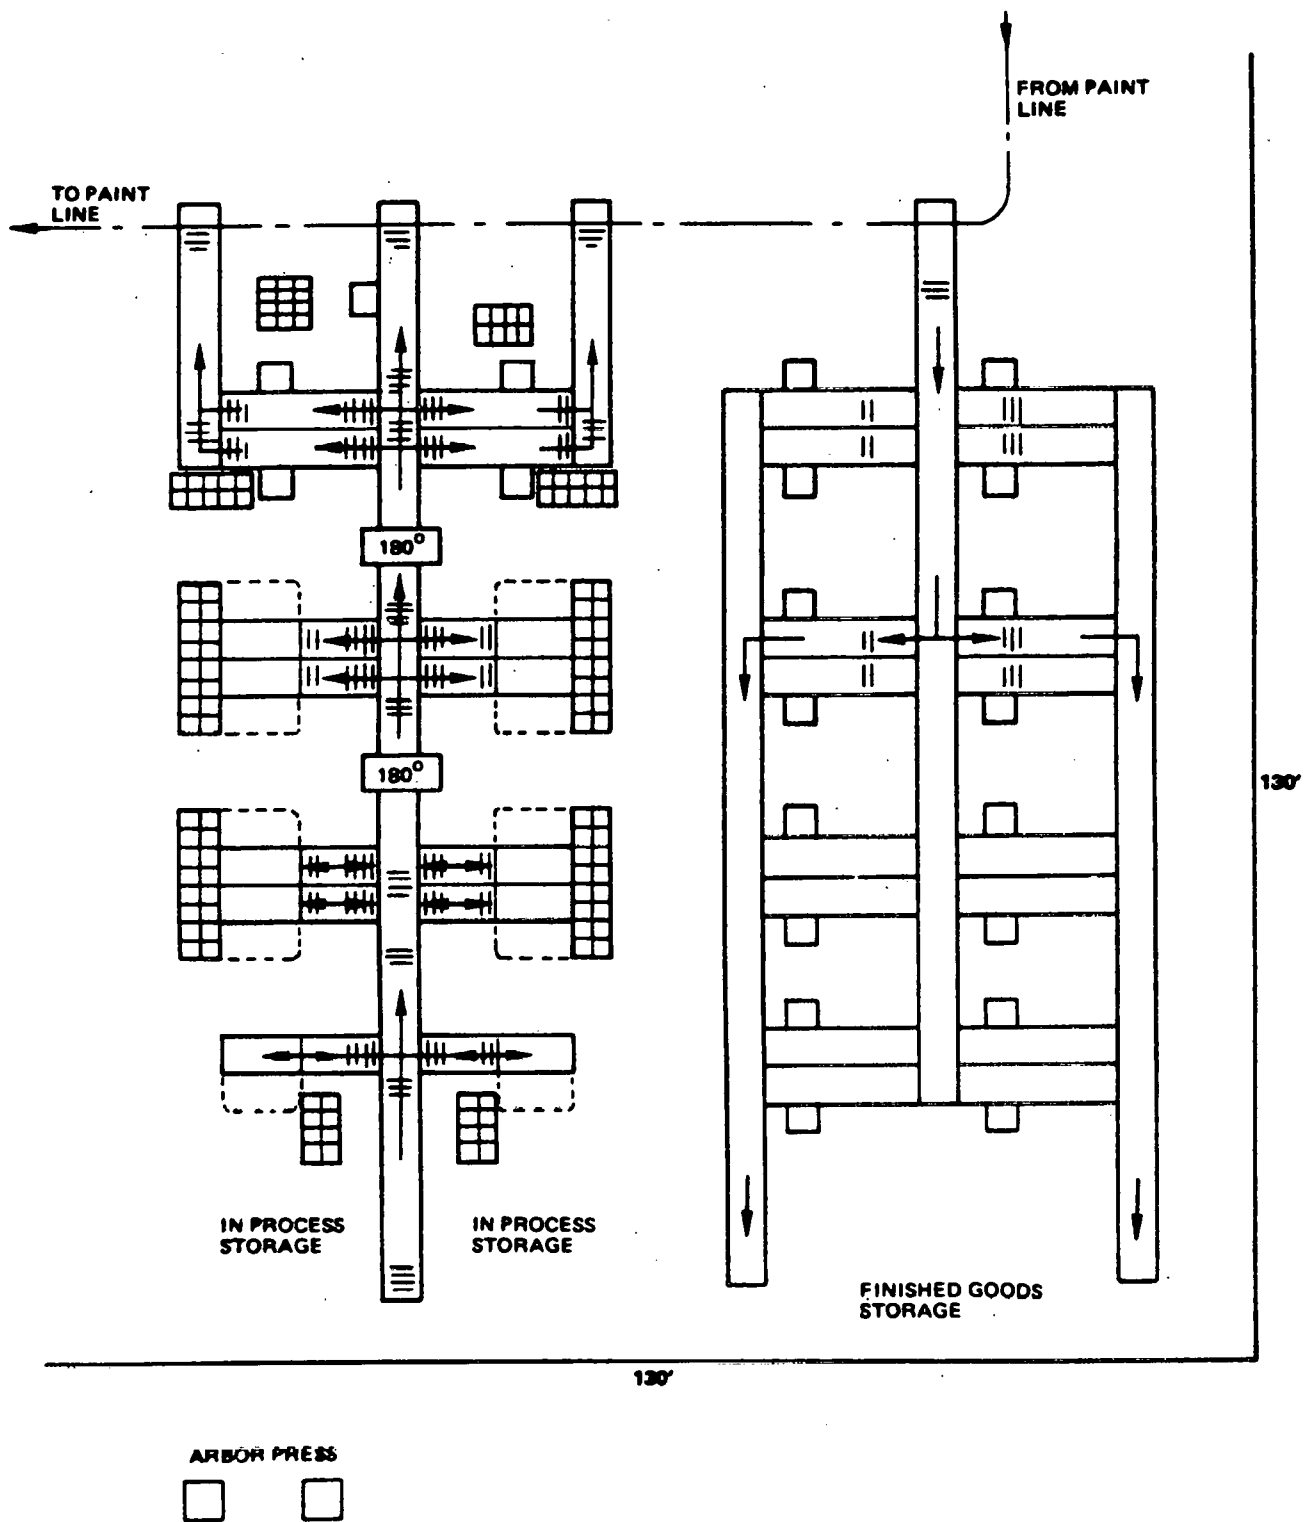 FROM PAINT
LINE
TO PAINT
LINE
180°
180°
130'
IN PROCESS
STORAGE
IN PROCESS
STORAGE
FINISHED GOODS
STORAGE
130'
ARBOR PRESS